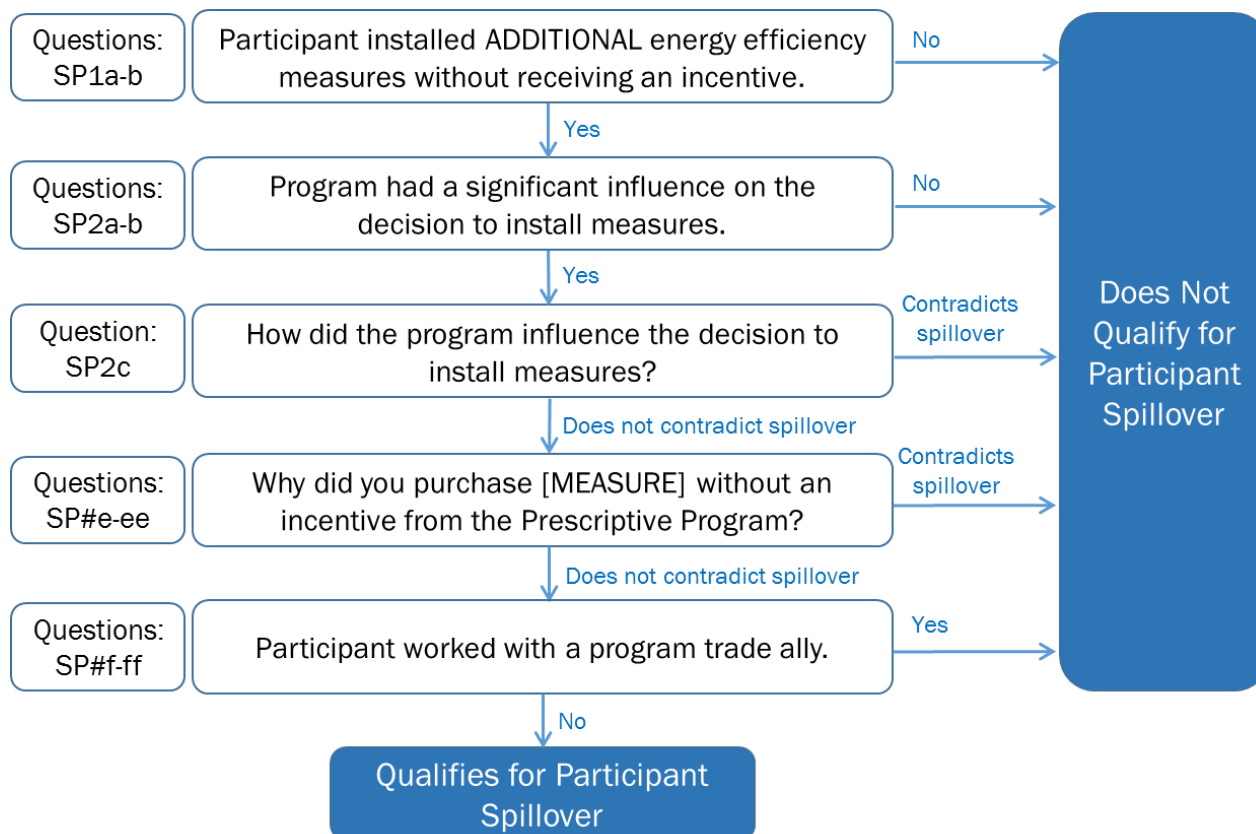 Questions:
SP1a-b
Participant installed ADDITIONAL energy efficiency
measures without receiving an incentive.
No
Yes
Questions:
SP2a-b
Program had a significant influence on the
decision to install measures.
No
Yes
Question:
SP2c
How did the program influence the decision to
install measures?
Contradicts
spillover
Does not contradict spillover
Questions:
SP#e-ee
Why did you purchase [MEASURE] without an
incentive from the Prescriptive Program?
Contradicts
spillover
Does not contradict spillover
Questions:
SP#f-ff
Participant worked with a program trade ally.
Yes
No
Does Not
Qualify for
Participant
Spillover
Qualifies for Participant
Spillover